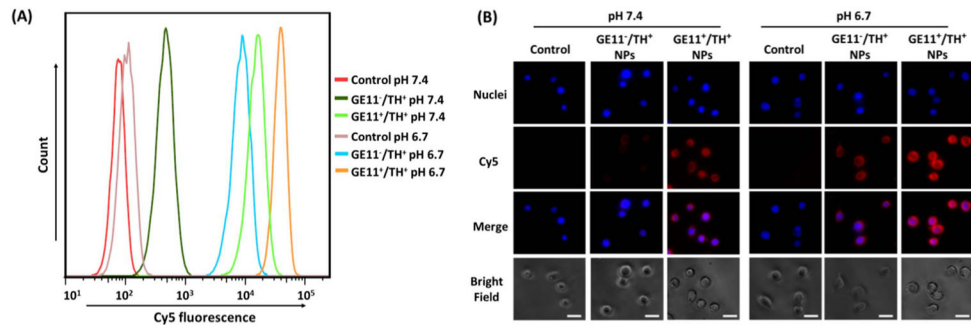 (A)
Count
Control pH 7.4
GE11⁻/TH⁺ pH 7.4
GE11⁺/TH⁺ pH 7.4
Control pH 6.7
GE11⁻/TH⁺ pH 6.7
GE11⁺/TH⁺ pH 6.7
10¹ 10² 10³ 10⁴ 10⁵
Cy5 fluorescence
(B)
pH 7.4 pH 6.7
Control GE11⁻/TH⁺ NPs GE11⁺/TH⁺ NPs Control GE11⁻/TH⁺ NPs GE11⁺/TH⁺ NPs
Nuclei
Cy5
Merge
Bright
Field